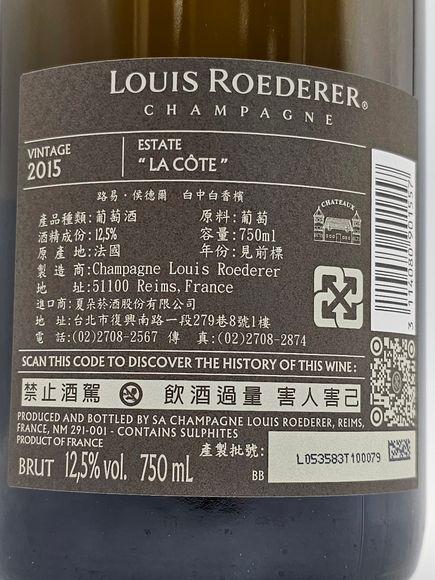 LOUIS ROEDERER®
CHAMPAGNE
VINTAGE
2015
ESTATE
“ LA CÔTE ”
路易·侯德爾 白中白香檳
產品種類:葡萄酒 原料:葡萄
酒精成份:12,5% 容量:750ml
原產地:法國 年份:見前標
製造商:Champagne Louis Roederer
地址:51100 Reims,France
進口商:夏朵菸酒股份有限公司
地址:台北市復興南路一段279巷8號1樓
電話:(02)2708-2567 傳真:(02)2708-2874
CHATEAUX
3114080901557
SCAN THIS CODE TO DISCOVER THE HISTORY OF THIS WINE :
禁止酒駕 飲酒過量 害人害己
PRODUCED AND BOTTLED BY SA CHAMPAGNE LOUIS ROEDERER, REIMS,
FRANCE, NM 291-001 - CONTAINS SULPHITES
PRODUCT OF FRANCE
產製批號:
BRUT 12,5% vol. 750 mL
BB
L053583T100079